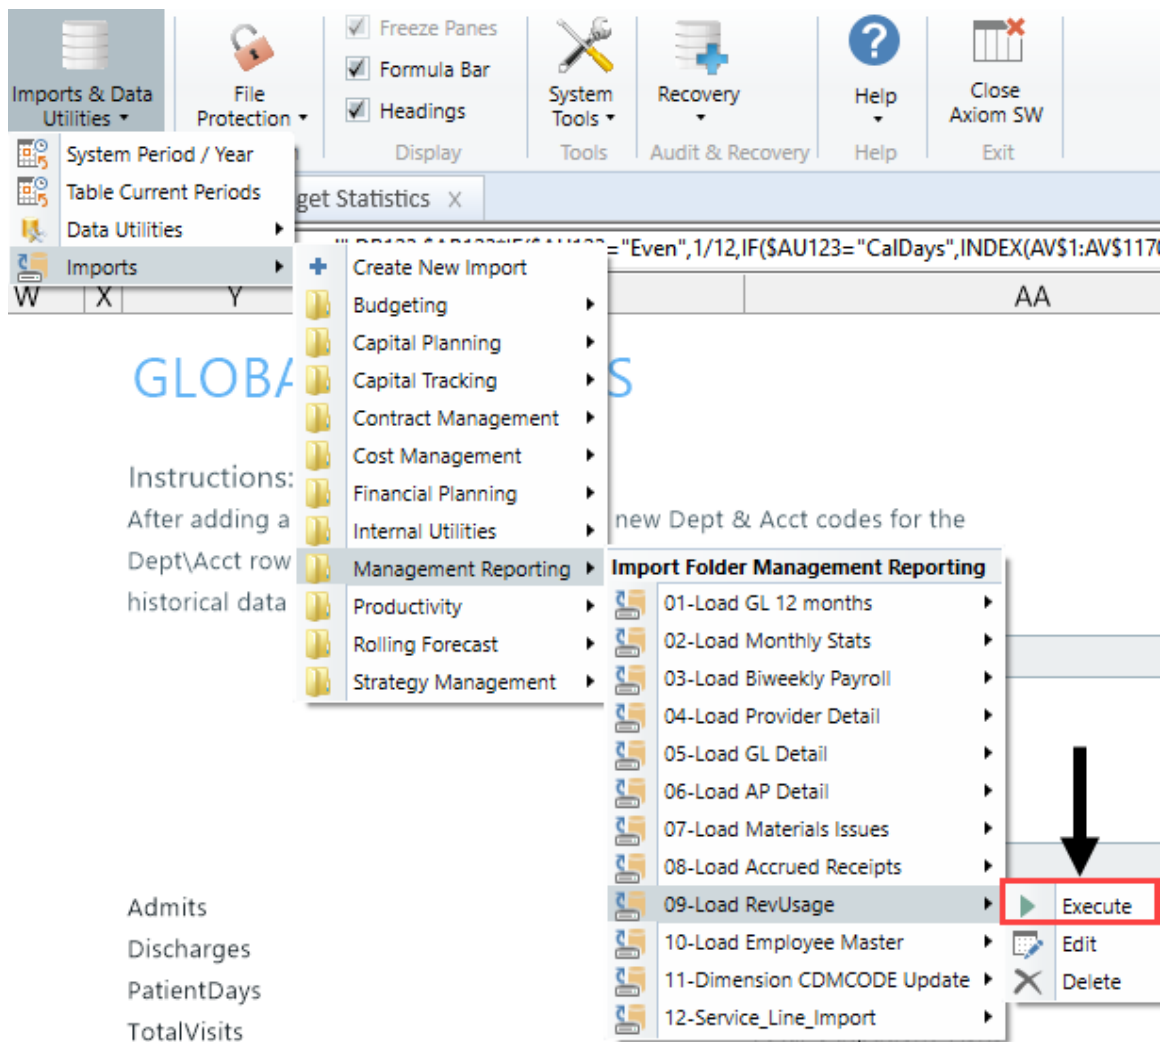 Imports & Data
Utilities
File
Protection
Freeze Panes
Formula Bar
Headings
Display
System
Tools
Tools
Recovery
Audit & Recovery
Help
Help
Close
Axiom SW
Exit
System Period / Year
Table Current Periods
Data Utilities
Imports
get Statistics X
="Even",1/12,IF($AU123="CalDays",INDEX(AV$1:AV$1170
W X Y AA
Create New Import
Budgeting
Capital Planning
Capital Tracking
Contract Management
Cost Management
Financial Planning
Internal Utilities
Management Reporting
Productivity
Rolling Forecast
Strategy Management
GLOBA S
Instructions:
After adding a new Dept & Acct codes for the
Dept\Acct row
historical data
Import Folder Management Reporting
01-Load GL 12 months
02-Load Monthly Stats
03-Load Biweekly Payroll
04-Load Provider Detail
05-Load GL Detail
06-Load AP Detail
07-Load Materials Issues
08-Load Accrued Receipts
09-Load RevUsage
10-Load Employee Master
11-Dimension CDMCODE Update
12-Service_Line_Import
Execute
Edit
Delete
Admits
Discharges
PatientDays
TotalVisits